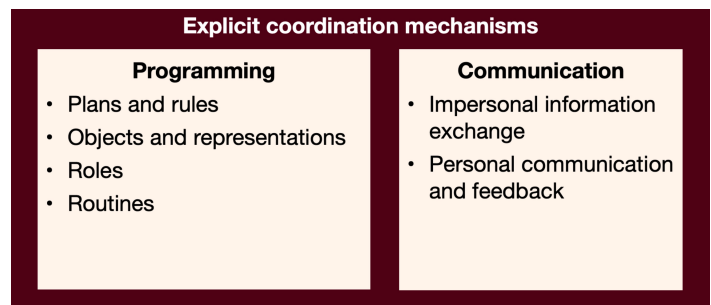 Explicit coordination mechanisms
Programming
• Plans and rules
• Objects and representations
• Roles
• Routines
Communication
• Impersonal information
exchange
• Personal communication
and feedback